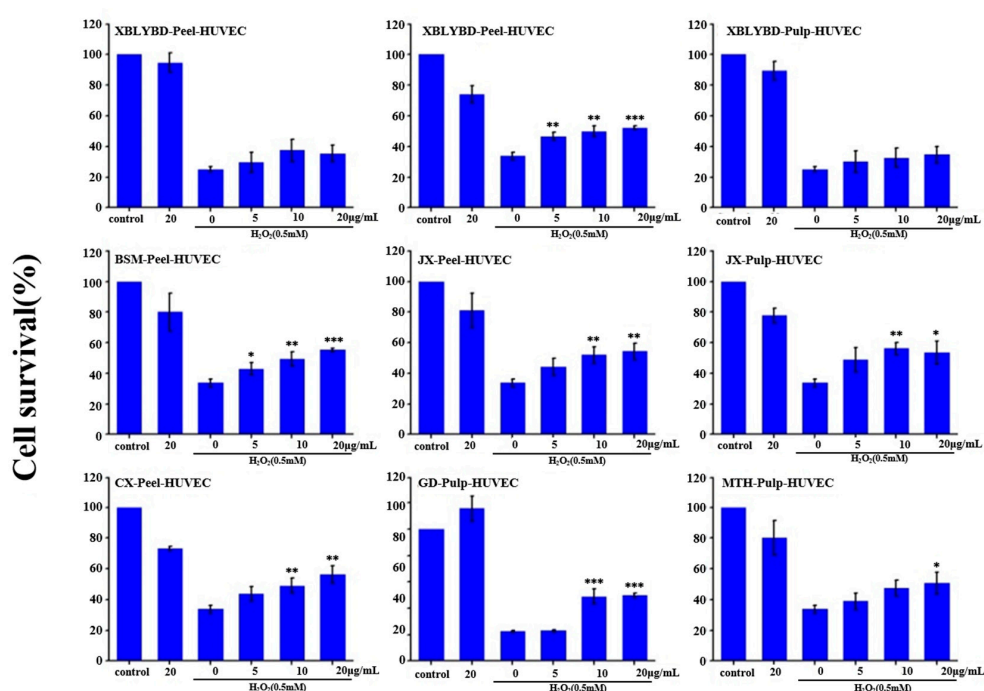 Cell survival(%)
XBLYBD-Peel-HUVEC
120
100
80
60
40
20
0
control 20 0 5 10 20μg/mL
H₂O₂(0.5mM)
XBLYBD-Peel-HUVEC
120
100
80
60
40
20
0
** ** ***
control 20 0 5 10 20μg/mL
H₂O₂(0.5mM)
XBLYBD-Pulp-HUVEC
120
100
80
60
40
20
0
control 20 0 5 10 20μg/mL
H₂O₂(0.5mM)
BSM-Peel-HUVEC
120
100
80
60
40
20
0
* ** ***
control 20 0 5 10 20μg/mL
H₂O₂(0.5mM)
JX-Peel-HUVEC
120
100
80
60
40
20
0
** **
control 20 0 5 10 20μg/mL
H₂O₂(0.5mM)
JX-Pulp-HUVEC
120
100
80
60
40
20
0
** *
control 20 0 5 10 20μg/mL
H₂O₂(0.5mM)
CX-Peel-HUVEC
120
100
80
60
40
20
0
** **
control 20 0 5 10 20μg/mL
H₂O₂(0.5mM)
GD-Pulp-HUVEC
120
100
80
60
40
20
0
*** ***
control 20 0 5 10 20μg/mL
H₂O₂(0.5mM)
MTH-Pulp-HUVEC
120
100
80
60
40
20
0
*
control 20 0 5 10 20μg/mL
H₂O₂(0.5mM)